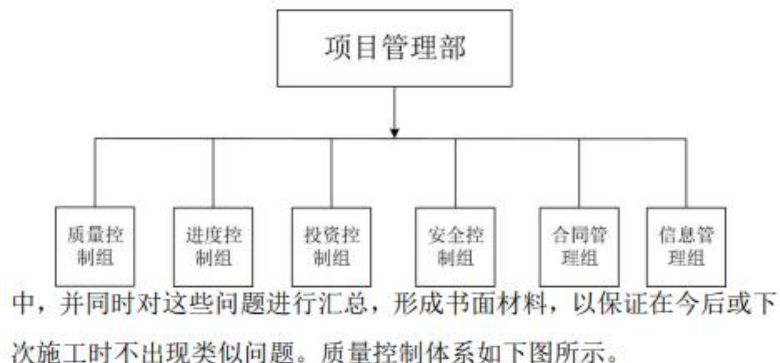 项目管理部
质量控
制组
进度控
制组
投资控
制组
安全控
制组
合同管
理组
信息管
理组
中，并同时对这些问题进行汇总，形成书面材料，以保证在今后或下
次施工时不出现类似问题。质量控制体系如下图所示。